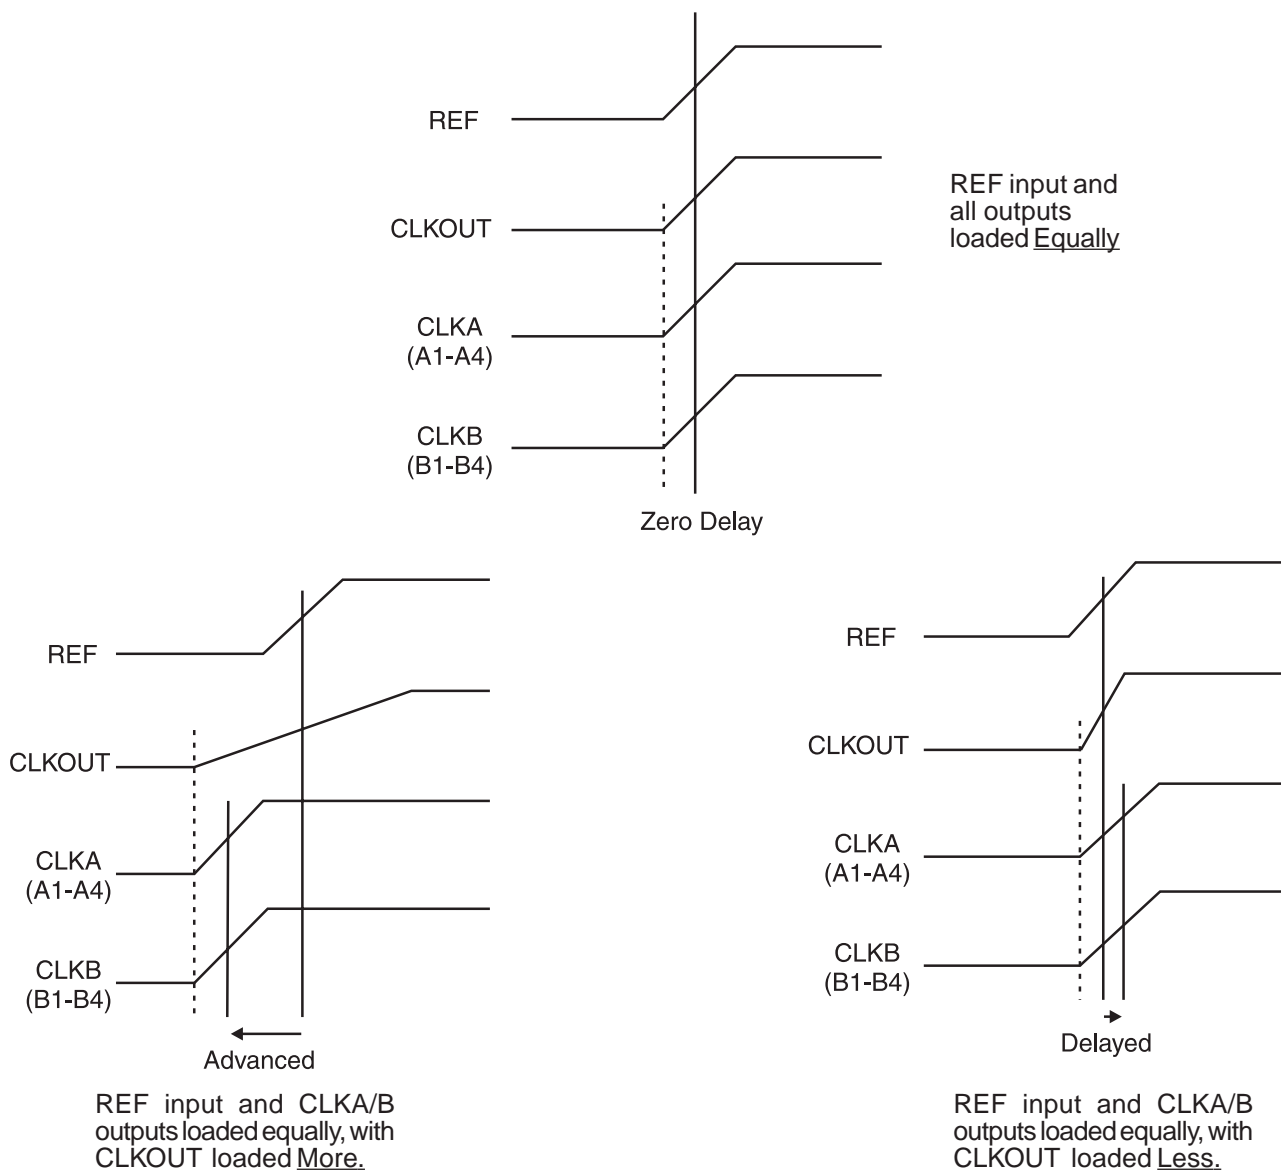 REF
CLKOUT
CLKA
(A1-A4)
CLKB
(B1-B4)
REF input and
all outputs
loaded Equally
Zero Delay
REF
CLKOUT
CLKA
(A1-A4)
CLKB
(B1-B4)
Advanced
REF input and CLKA/B
outputs loaded equally, with
CLKOUT loaded More.
REF
CLKOUT
CLKA
(A1-A4)
CLKB
(B1-B4)
Delayed
REF input and CLKA/B
outputs loaded equally, with
CLKOUT loaded Less.